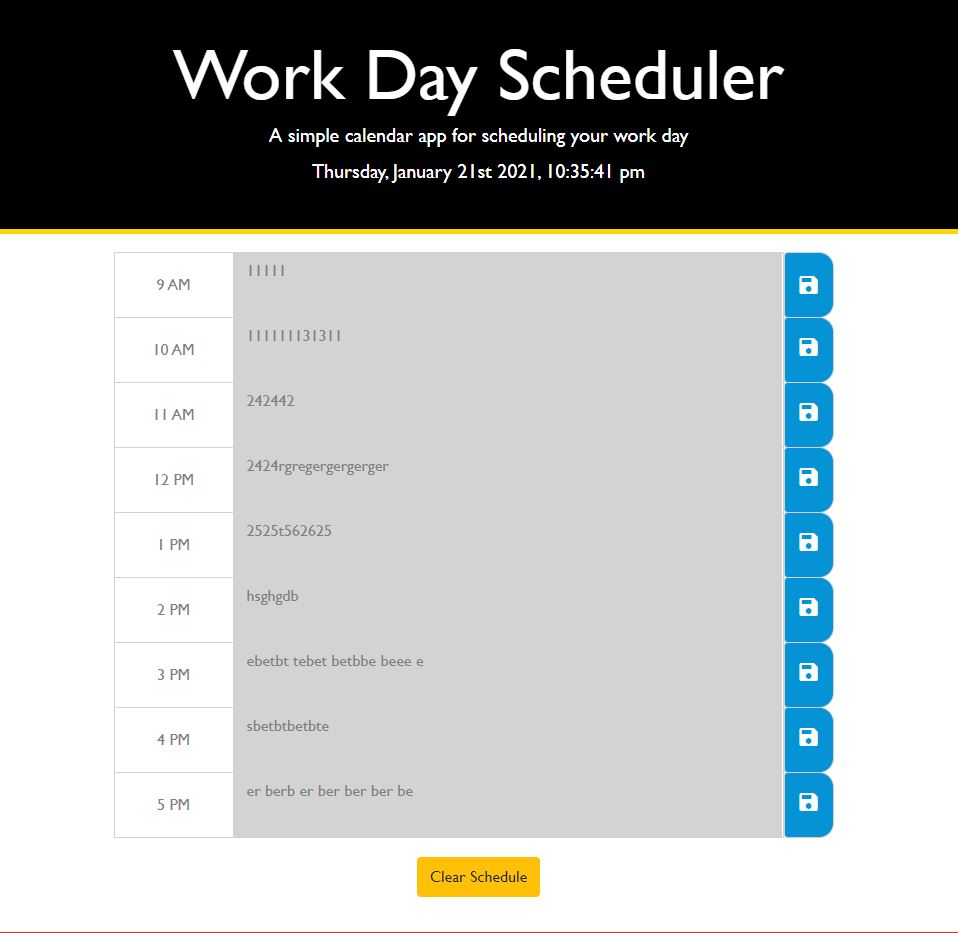 Work Day Scheduler
A simple calendar app for scheduling your work day
Thursday, January 21st 2021, 10:35:41 pm
9 AM
11111
10 AM
111111131311
11 AM
242442
12 PM
2424rgregergergerger
1 PM
2525t562625
2 PM
hsghgdb
3 PM
ebetbt tebet betbbe beee e
4 PM
sbetbtbetbte
5 PM
er berb er ber ber ber be
Clear Schedule